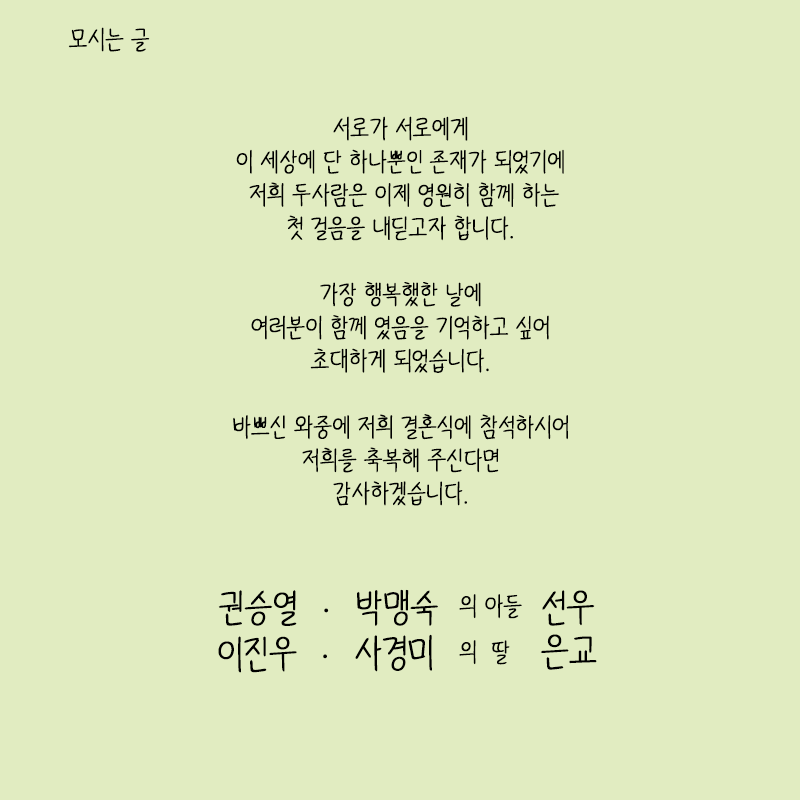 모시는 글
서로가 서로에게
이 세상에 단 하나뿐인 존재가 되었기에
저희 두사람은 이제 영원히 함께 하는
첫 걸음을 내딛고자 합니다.
가장 행복했한 날에
여러분이 함께 였음을 기억하고 싶어
초대하게 되었습니다.
바쁘신 와중에 저희 결혼식에 참석하시어
저희를 축복해 주신다면
감사하겠습니다.
권승열 · 박맹숙 의 아들 선우
이진우 · 사경미 의 딸 은교